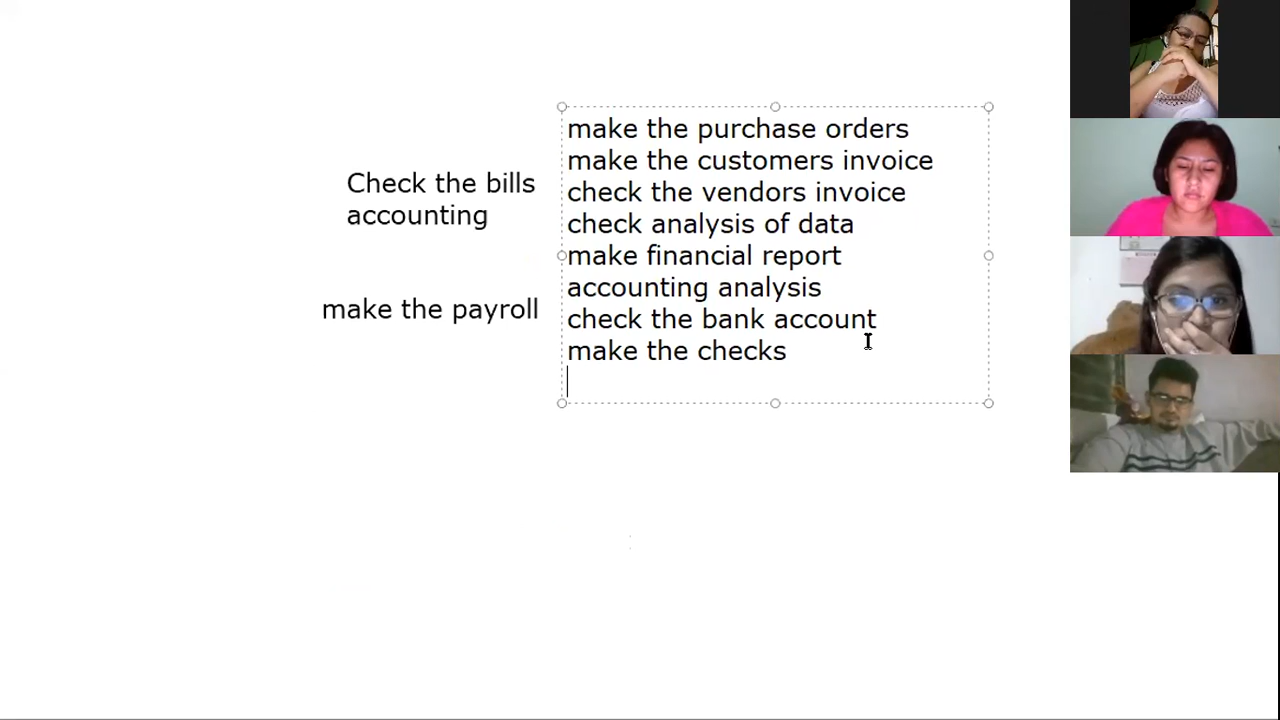 Check the bills
accounting
make the payroll
make the purchase orders
make the customers invoice
check the vendors invoice
check analysis of data
make financial report
accounting analysis
check the bank account
make the checks